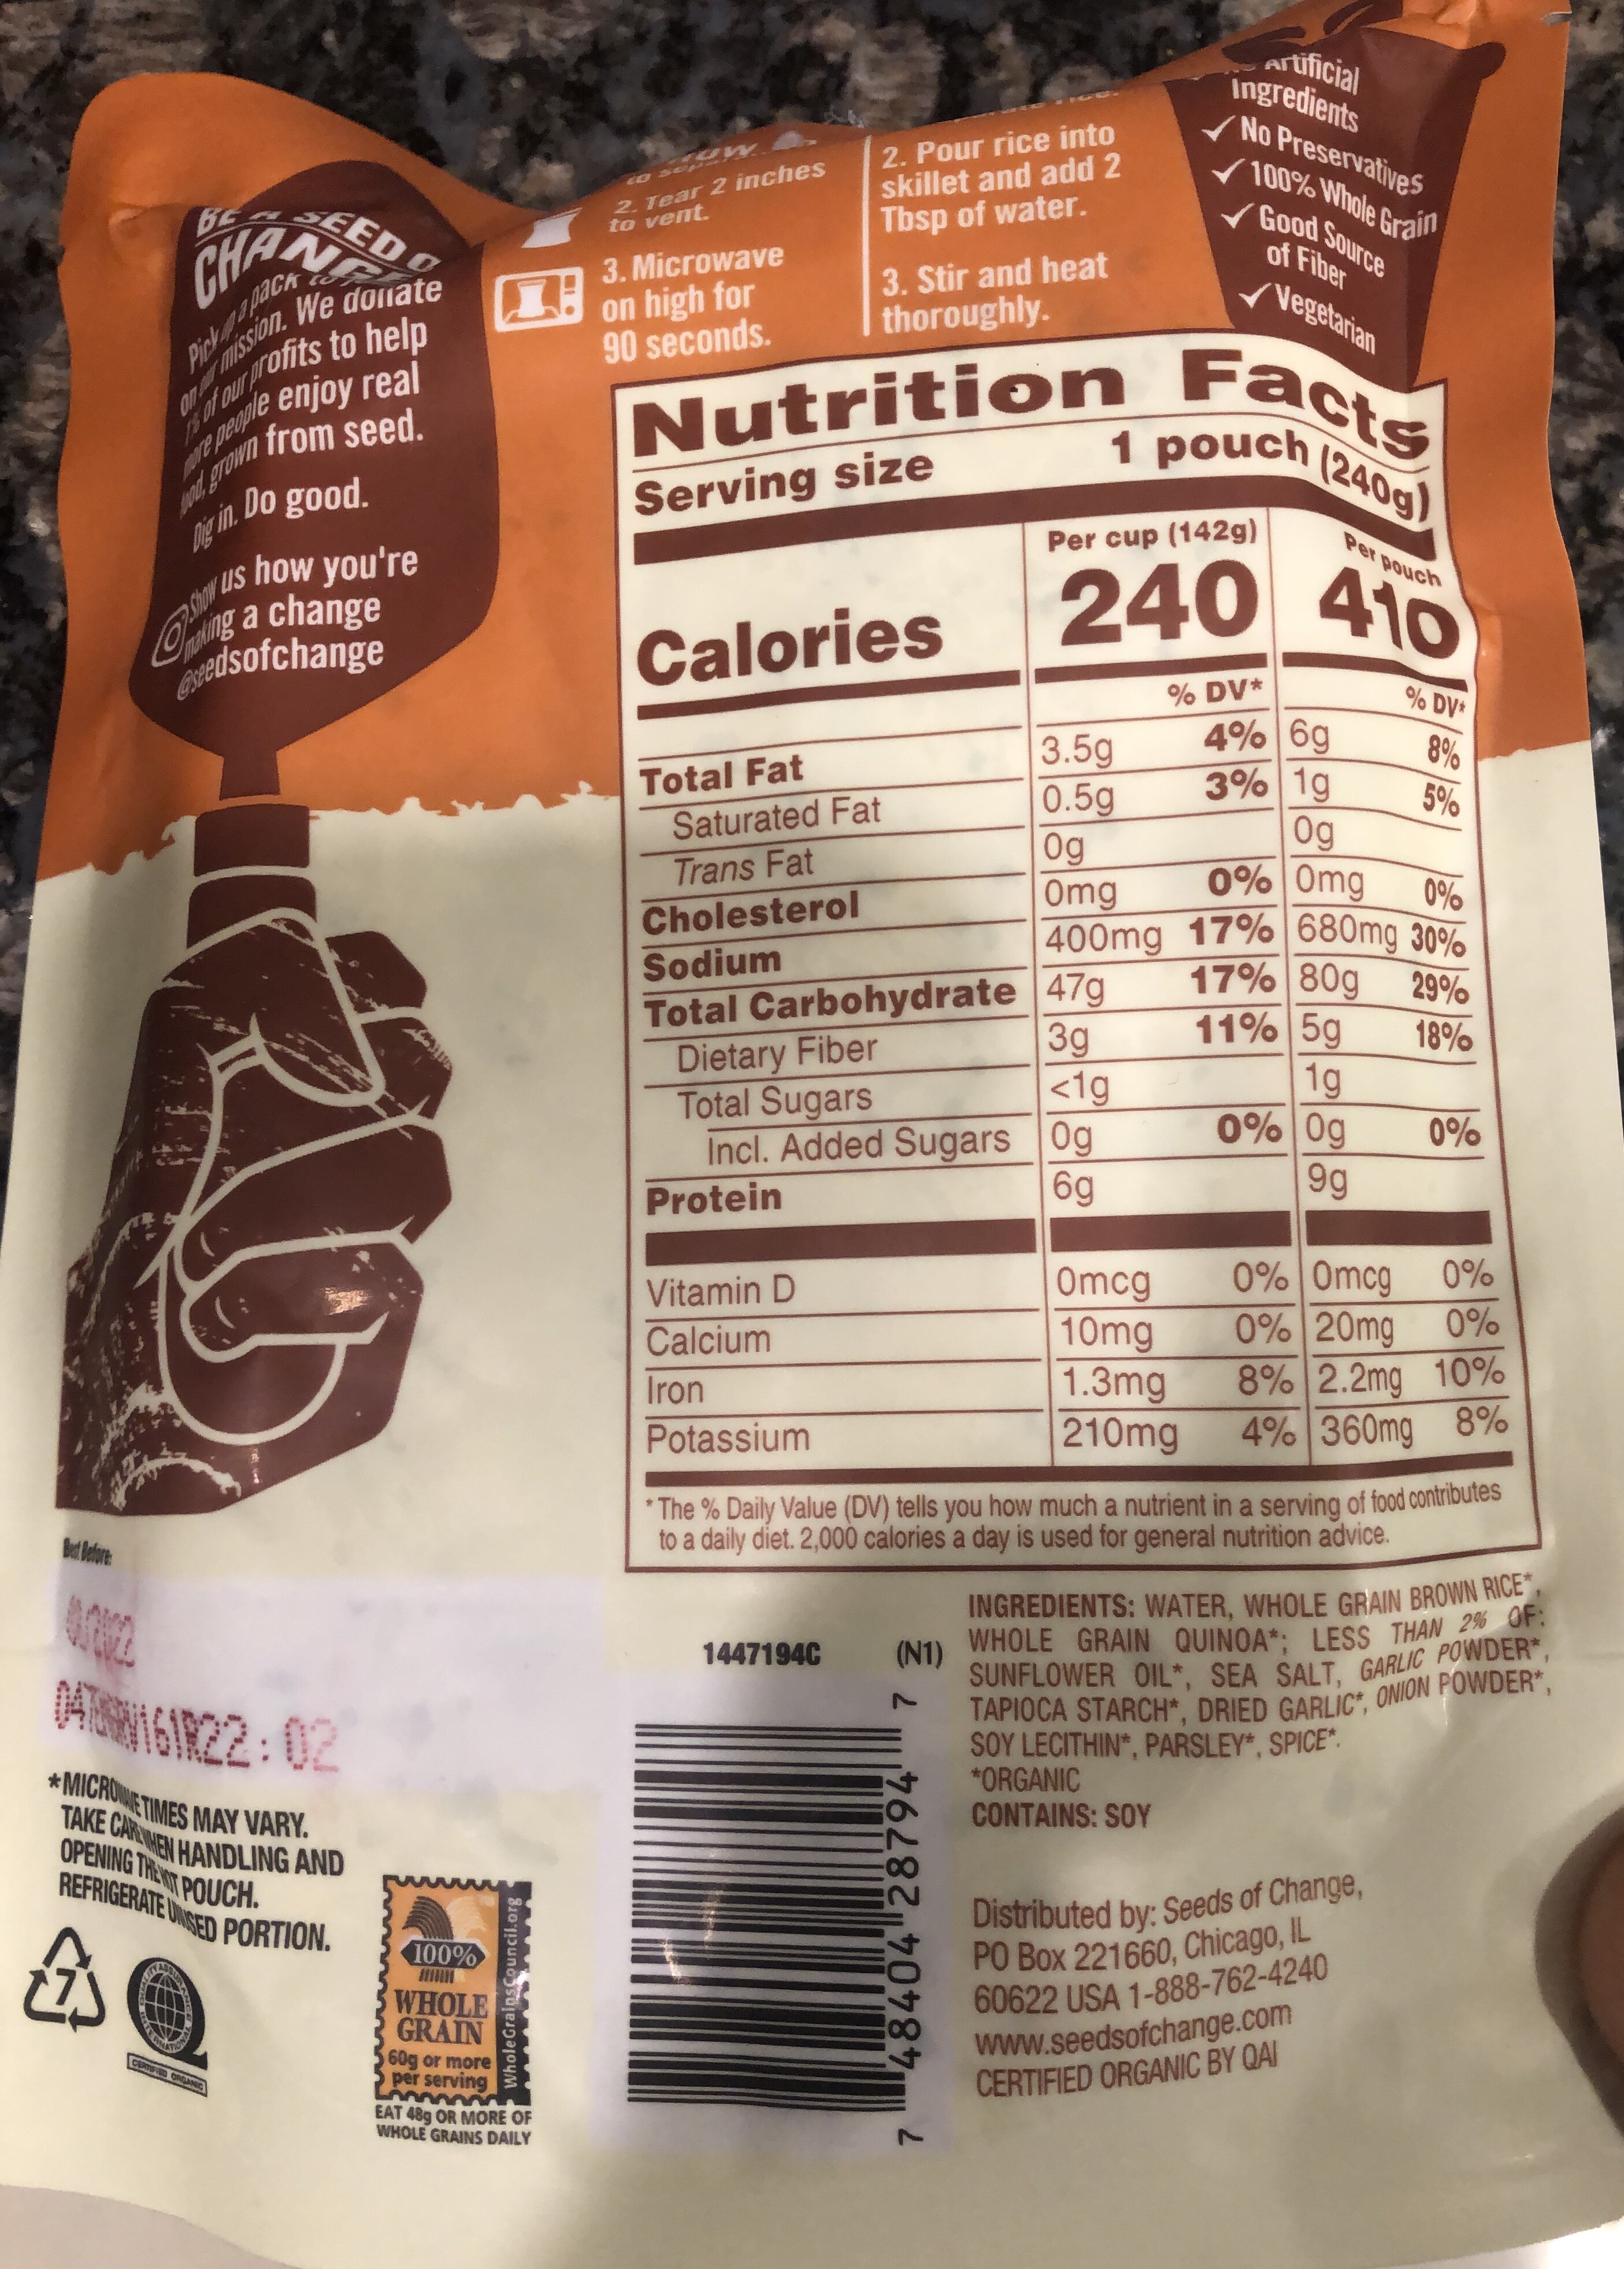 BE A SEED O
CHANGE
Pick up a pack to
on our mission. We donate
1% of our profits to help
more people enjoy real
food, grown from seed.
Dig in. Do good.
Show us how you're
making a change
@seedsofchange
2. Tear 2 inches
to vent.
3. Microwave
on high for
90 seconds.
2. Pour rice into
skillet and add 2
Tbsp of water.
3. Stir and heat
thoroughly.
Artificial
Ingredients
✓ No Preservatives
✓ 100% Whole Grain
✓ Good Source
of Fiber
✓ Vegetarian
Nutrition Facts
Serving size 1 pouch (240g)
Per cup (142g) Per pouch
Calories 240 410
% DV* % DV*
Total Fat 3.5g 4% 6g 8%
Saturated Fat 0.5g 3% 1g 5%
Trans Fat 0g 0g
Cholesterol 0mg 0% 0mg 0%
Sodium 400mg 17% 680mg 30%
Total Carbohydrate 47g 17% 80g 29%
Dietary Fiber 3g 11% 5g 18%
Total Sugars <1g 1g
Incl. Added Sugars 0g 0% 0g 0%
Protein 6g 9g
Vitamin D 0mcg 0% 0mcg 0%
Calcium 10mg 0% 20mg 0%
Iron 1.3mg 8% 2.2mg 10%
Potassium 210mg 4% 360mg 8%
* The % Daily Value (DV) tells you how much a nutrient in a serving of food contributes
to a daily diet. 2,000 calories a day is used for general nutrition advice.
Best Before:
22:02
*MICROWAVE TIMES MAY VARY.
TAKE CARE WHEN HANDLING AND
OPENING THE HOT POUCH.
REFRIGERATE UNUSED PORTION.
7
QUALITY ASSURANCE INTERNATIONAL
CERTIFIED ORGANIC
100%
WHOLE
GRAIN
60g or more
per serving
WholeGrainsCouncil.org
EAT 48g OR MORE OF
WHOLE GRAINS DAILY
1447194C (N1)
7 48404 28794 7
INGREDIENTS: WATER, WHOLE GRAIN BROWN RICE*,
WHOLE GRAIN QUINOA*; LESS THAN 2% OF:
SUNFLOWER OIL*, SEA SALT, GARLIC POWDER*,
TAPIOCA STARCH*, DRIED GARLIC*, ONION POWDER*,
SOY LECITHIN*, PARSLEY*, SPICE*.
*ORGANIC
CONTAINS: SOY
Distributed by: Seeds of Change,
PO Box 221660, Chicago, IL
60622 USA 1-888-762-4240
www.seedsofchange.com
CERTIFIED ORGANIC BY QAI